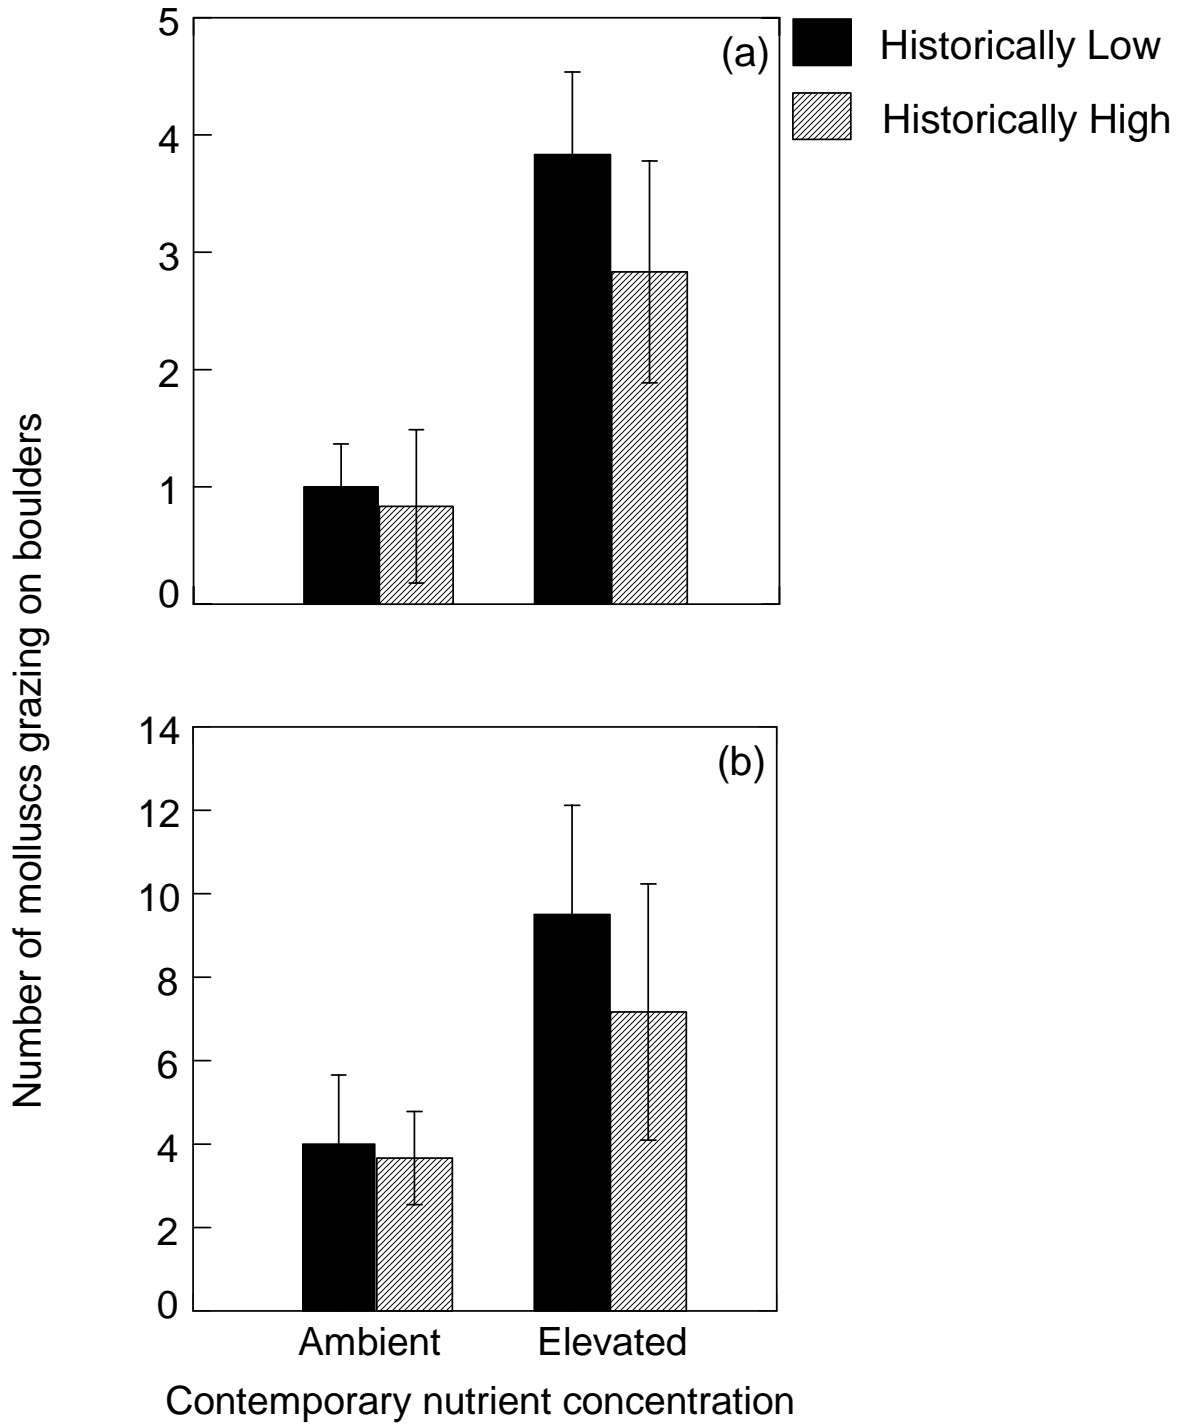 5
(a)
Historically Low
Historically High
4
3
2
1
0
Number of molluscs grazing on boulders
14
(b)
12
10
8
6
4
2
0
Ambient Elevated
Contemporary nutrient concentration